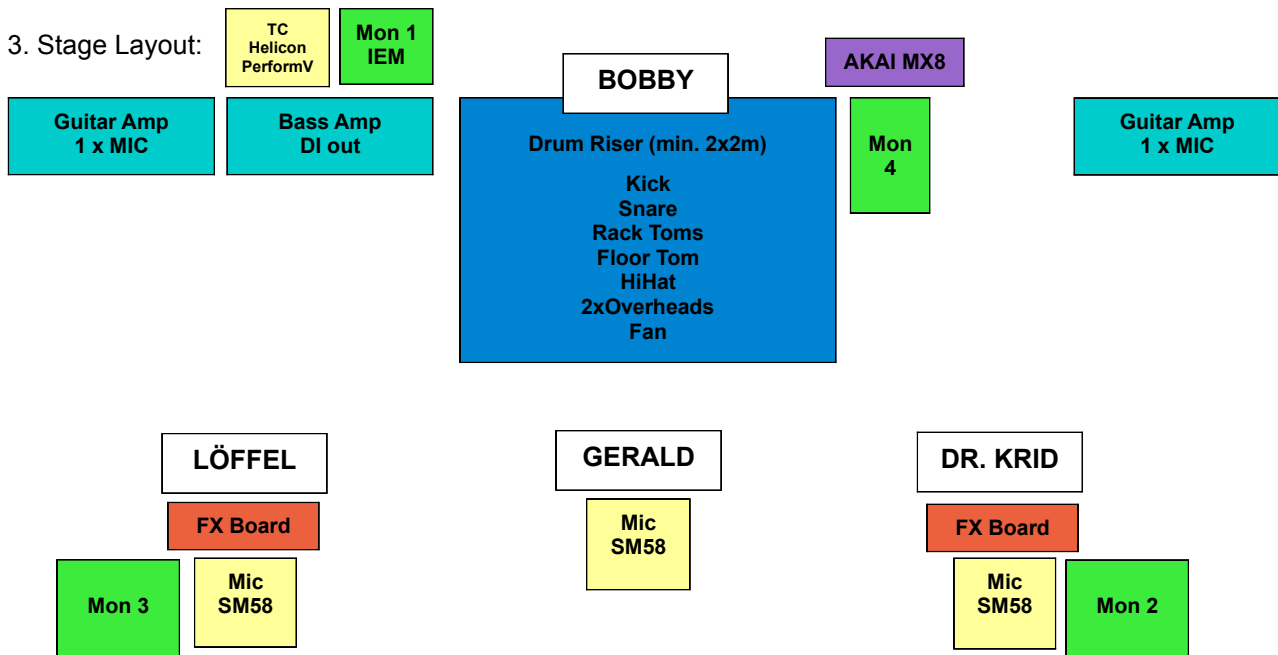 3. Stage Layout:
TC
Helicon
PerformV
Mon 1
IEM
BOBBY
AKAI MX8
Guitar Amp
1 x MIC
Bass Amp
DI out
Drum Riser (min. 2x2m)
Kick
Snare
Rack Toms
Floor Tom
HiHat
2xOverheads
Fan
Mon
4
Guitar Amp
1 x MIC
LÖFFEL
GERALD
DR. KRID
FX Board
Mic
SM58
FX Board
Mon 3
Mic
SM58
Mic
SM58
Mon 2